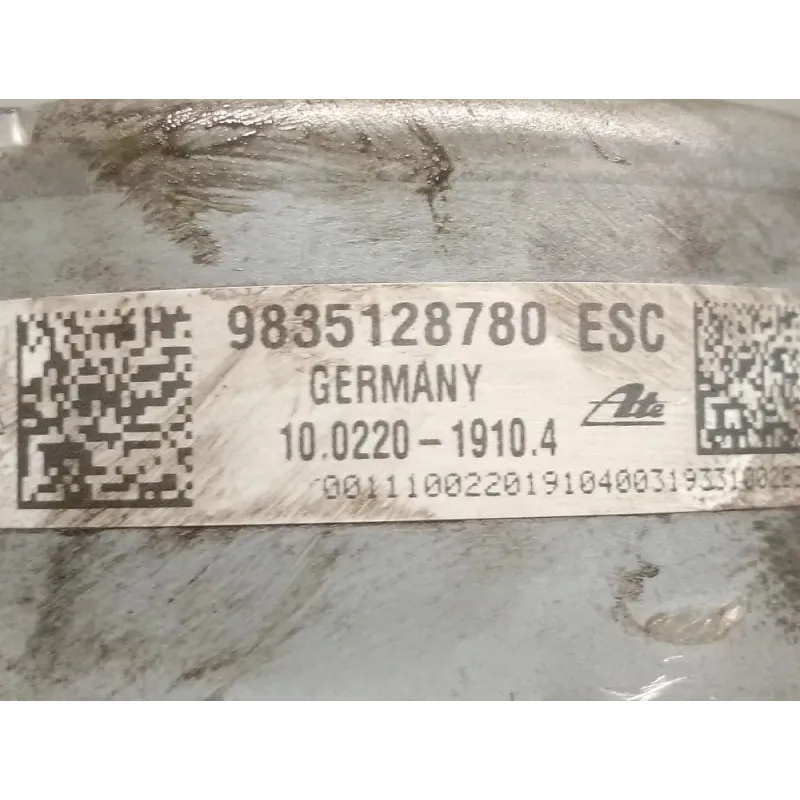 9835128780 ESC
GERMANY
Ate
10.0220-1910.4